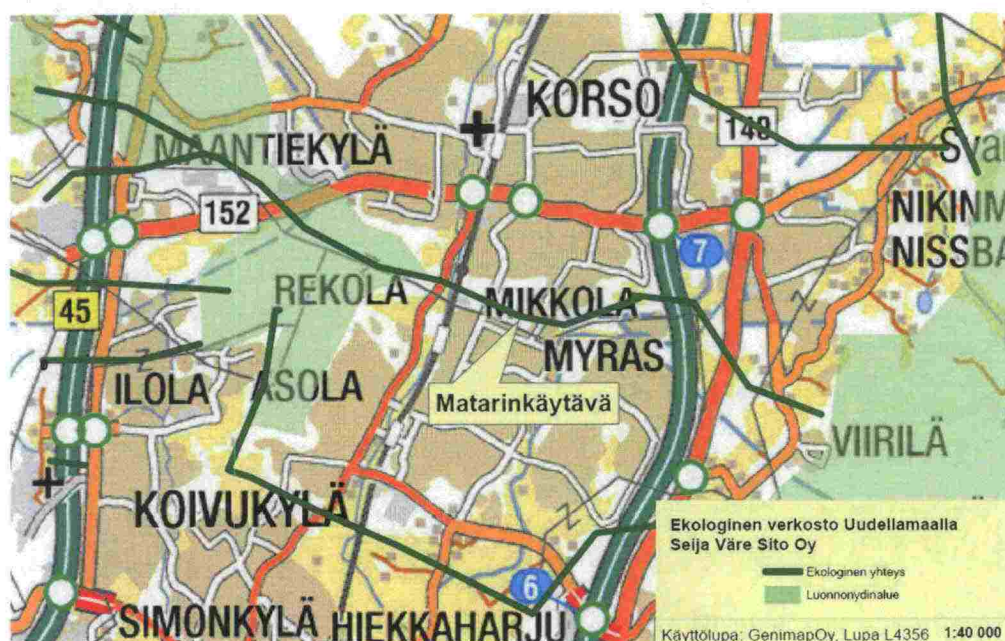 KORSO
MAANTIEKYLÄ
140
152
NIKINM
NISSBA
7
REKOLA
MIKKOLA
45
MYRAS
ILOLA
ASOLA
Matarinkäytävä
VIIRILÄ
KOIVUKYLÄ
Z
Z
Z
Ekologinen verkosto Uudellamaalla
Seija Väre Sito Oy
Ekologinen yhteys
Luonnonydinalue
6
SIMONKYLÄ
HIEKKAHARJU
Käyttölupa: GenimapOy, Lupa L4356 1:40 000